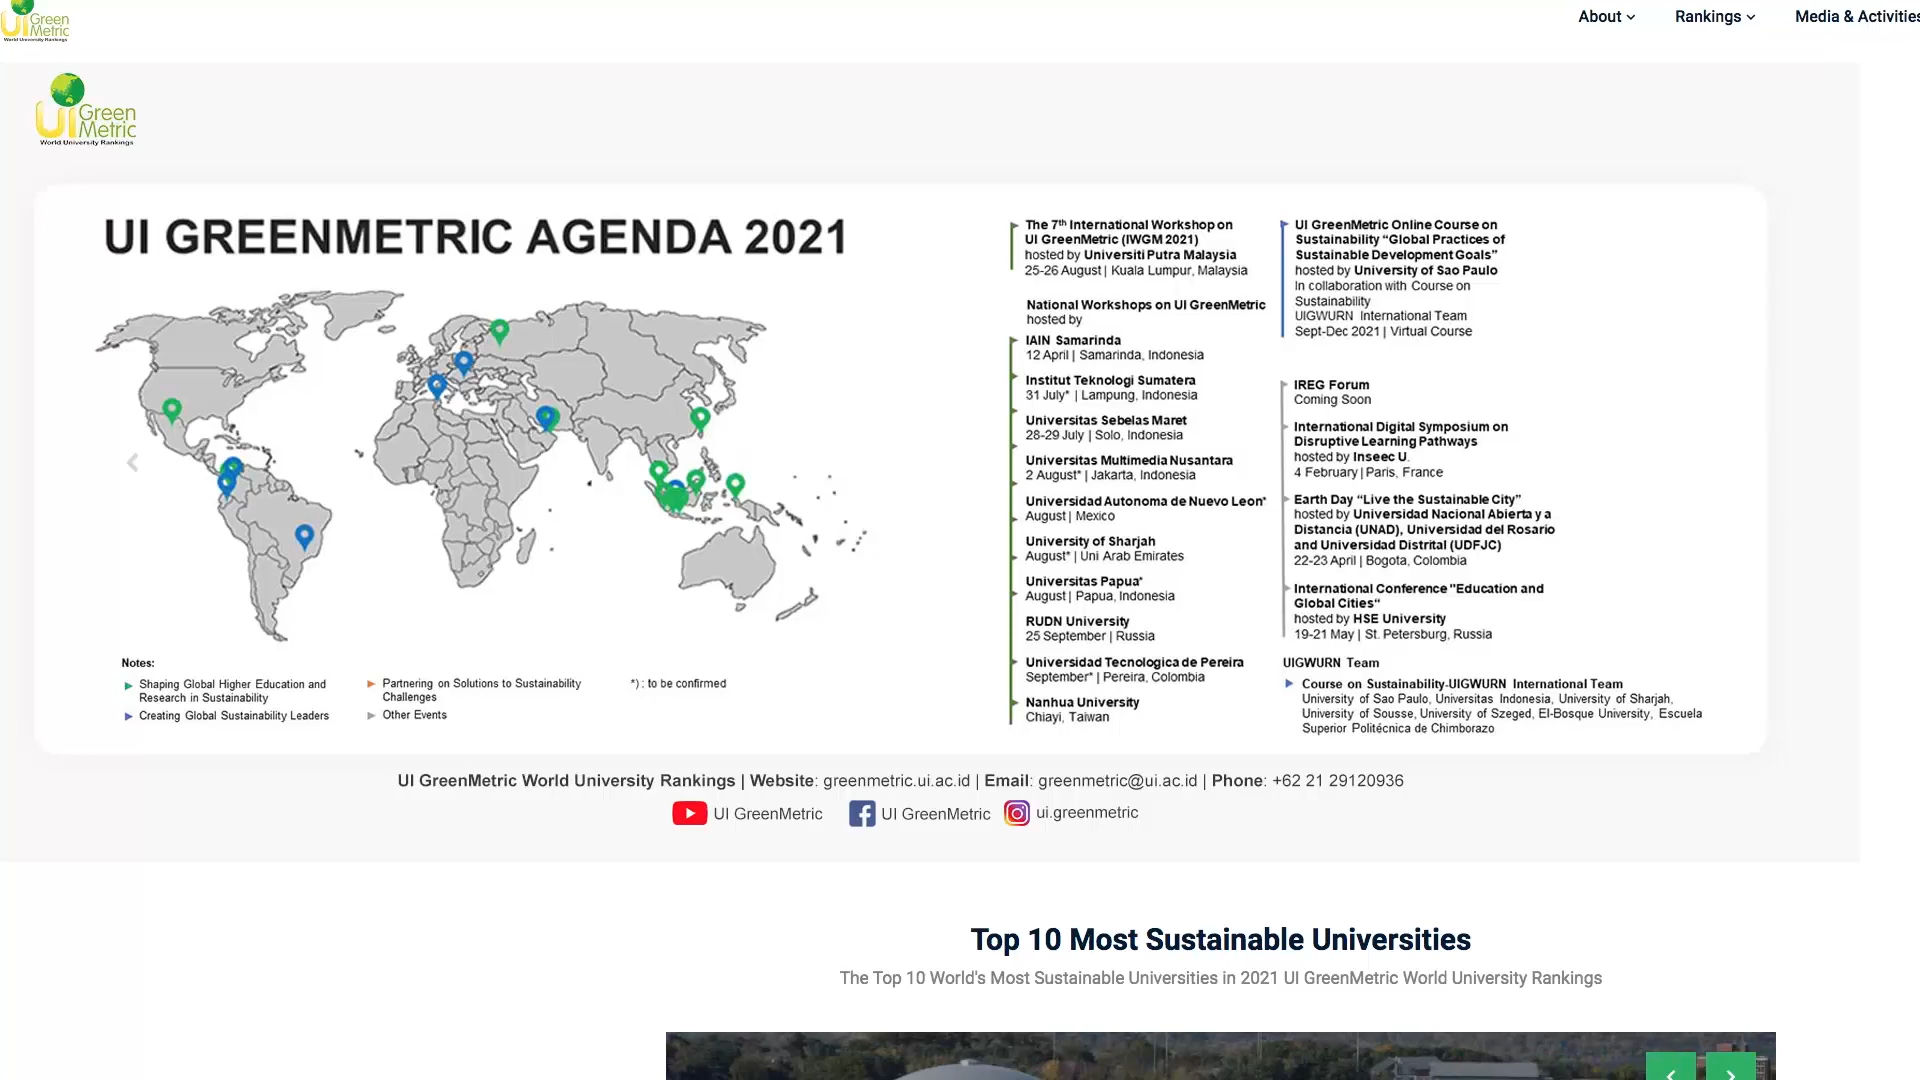 UI Green Metric
World University Rankings
About
Rankings
Media & Activities
UI Green Metric
World University Rankings
UI GREENMETRIC AGENDA 2021
Notes:
Shaping Global Higher Education and
Research in Sustainability
Creating Global Sustainability Leaders
Partnering on Solutions to Sustainability
Challenges
Other Events
*) : to be confirmed
The 7th International Workshop on
UI GreenMetric (IWGM 2021)
hosted by Universiti Putra Malaysia
25-26 August | Kuala Lumpur, Malaysia
National Workshops on UI GreenMetric
hosted by
IAIN Samarinda
12 April | Samarinda, Indonesia
Institut Teknologi Sumatera
31 July* | Lampung, Indonesia
Universitas Sebelas Maret
28-29 July | Solo, Indonesia
Universitas Multimedia Nusantara
2 August* | Jakarta, Indonesia
Universidad Autonoma de Nuevo Leon*
August | Mexico
University of Sharjah
August* | Uni Arab Emirates
Universitas Papua*
August | Papua, Indonesia
RUDN University
25 September | Russia
Universidad Tecnologica de Pereira
September* | Pereira, Colombia
Nanhua University
Chiayi, Taiwan
UI GreenMetric Online Course on
Sustainability “Global Practices of
Sustainable Development Goals”
hosted by University of Sao Paulo
In collaboration with Course on
Sustainability
UIGWURN International Team
Sept-Dec 2021 | Virtual Course
IREG Forum
Coming Soon
International Digital Symposium on
Disruptive Learning Pathways
hosted by Inseec U.
4 February | Paris, France
Earth Day “Live the Sustainable City”
hosted by Universidad Nacional Abierta y a
Distancia (UNAD), Universidad del Rosario
and Universidad Distrital (UDFJC)
22-23 April | Bogota, Colombia
International Conference "Education and
Global Cities“
hosted by HSE University
19-21 May | St. Petersburg, Russia
UIGWURN Team
Course on Sustainability-UIGWURN International Team
University of Sao Paulo, Universitas Indonesia, University of Sharjah,
University of Sousse, University of Szeged, El-Bosque University, Escuela
Superior Politécnica de Chimborazo
UI GreenMetric World University Rankings | Website: greenmetric.ui.ac.id | Email: greenmetric@ui.ac.id | Phone: +62 21 29120936
UI GreenMetric
UI GreenMetric
ui.greenmetric
Top 10 Most Sustainable Universities
The Top 10 World's Most Sustainable Universities in 2021 UI GreenMetric World University Rankings